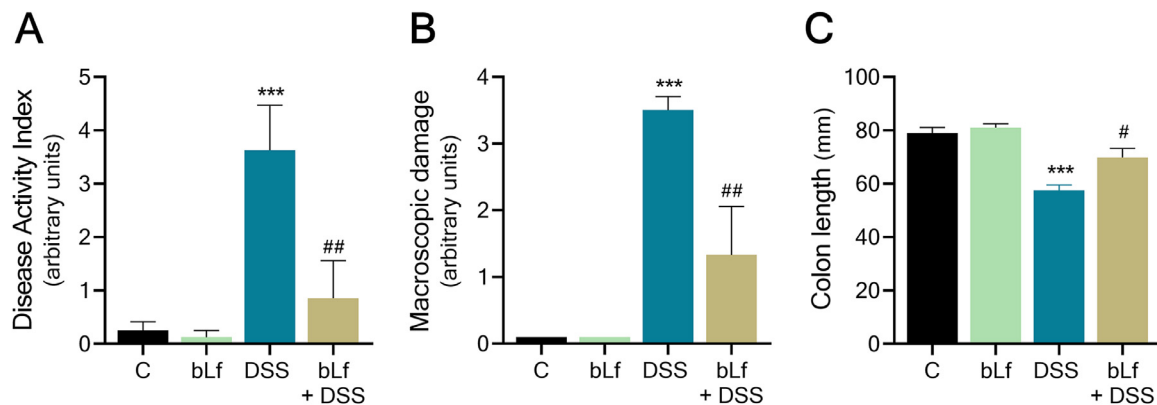 A
Disease Activity Index
(arbitrary units)
5
4
3
2
1
0
***
##
C
bLf
DSS
bLf
+ DSS
B
Macroscopic damage
(arbitrary units)
4
3
2
1
0
***
##
C
bLf
DSS
bLf
+ DSS
C
Colon length (mm)
100
80
60
40
20
0
***
#
C
bLf
DSS
bLf
+ DSS